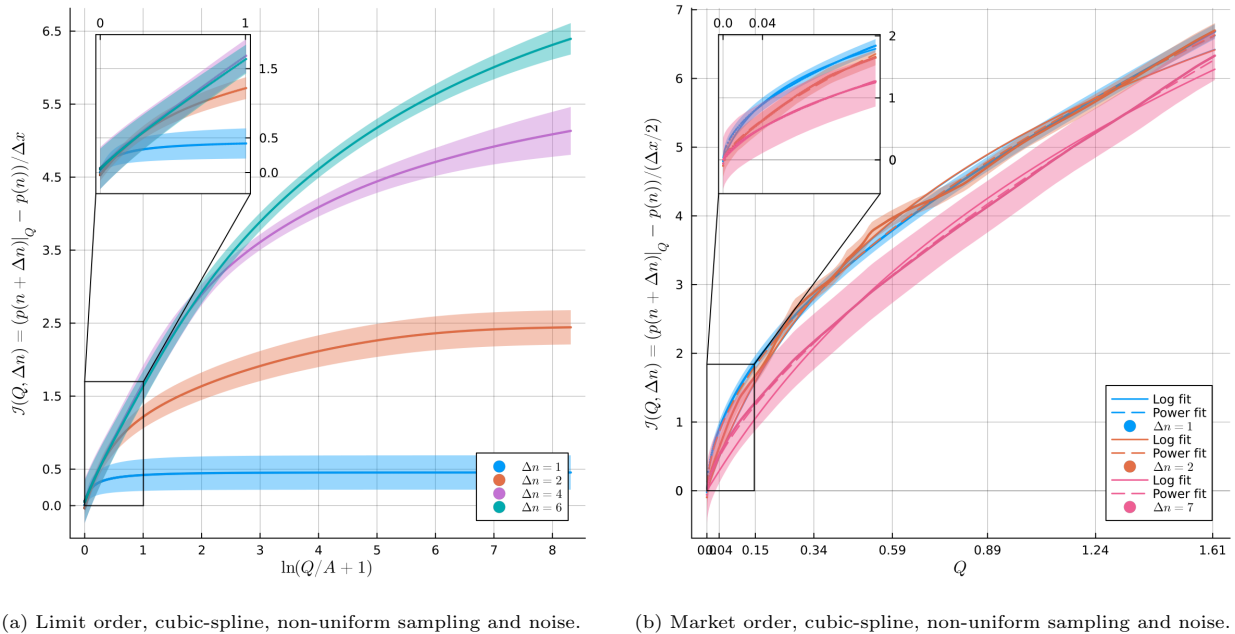 0 1
6.5
5.5
4.5
3.5
2.5
1.5
0.5
0.0
1.5
0.5
0.0
ℐ(Q, Δn) = (p(n + Δn)|_Q − p(n))/Δx
Δn = 1
Δn = 2
Δn = 4
Δn = 6
0 1 2 3 4 5 6 7 8
ln(Q/A + 1)
(a) Limit order, cubic-spline, non-uniform sampling and noise.
0.0 0.04
7
6
5
4
3
2
1
0
2
1
0
ℐ(Q, Δn) = (p(n + Δn)|_Q − p(n))/(Δx/2)
Log fit
Power fit
Δn = 1
Log fit
Power fit
Δn = 2
Log fit
Power fit
Δn = 7
0.04 0.15 0.34 0.59 0.89 1.24 1.61
Q
(b) Market order, cubic-spline, non-uniform sampling and noise.